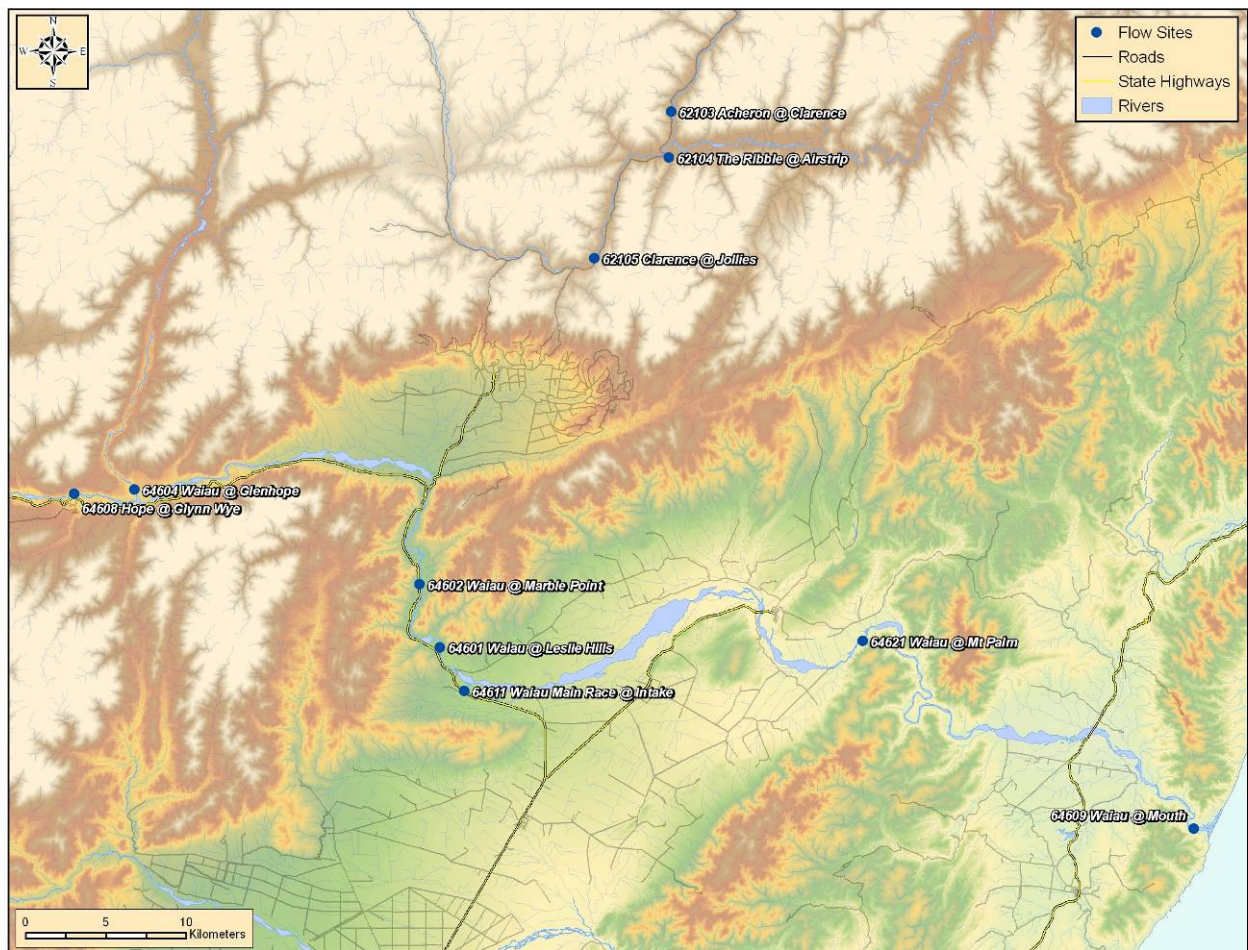 N
W E
S
Flow Sites
Roads
State Highways
Rivers
62103 Acheron @ Clarence
62104 The Ribble @ Airstrip
62105 Clarence @ Jollies
64604 Waiau @ Glenhope
64608 Hope @ Glynn Wye
64602 Waiau @ Marble Point
64601 Waiau @ Leslie Hills
64621 Waiau @ Mt Palm
64611 Waiau Main Race @ Intake
64609 Waiau @ Mouth
0 5 10
Kilometers